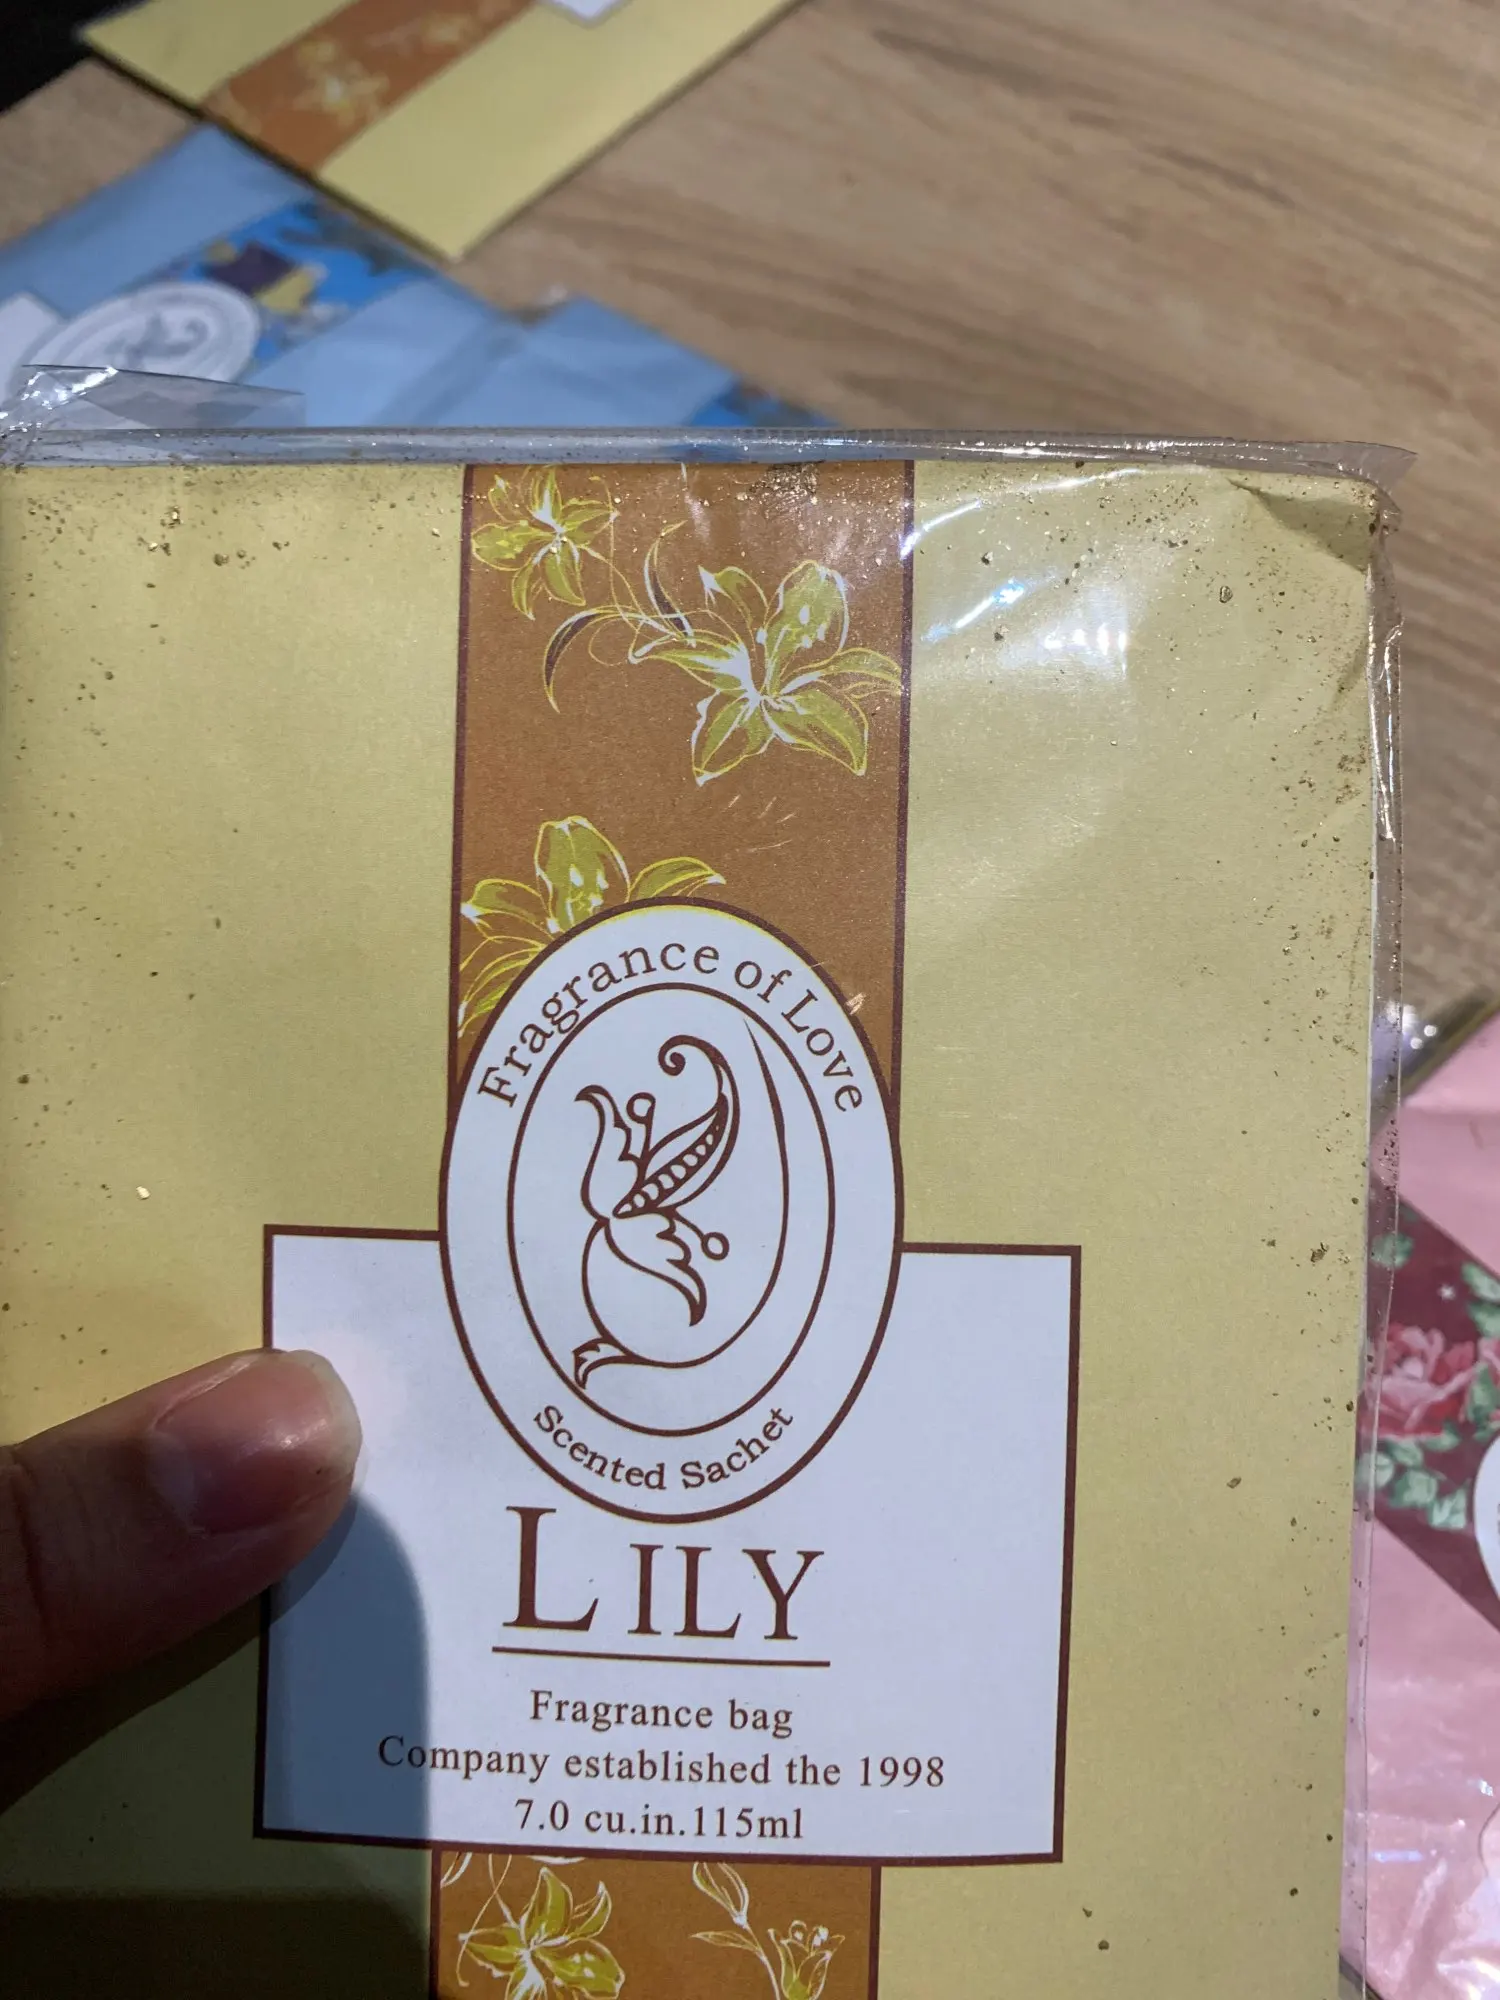 Fragrance of Love
Scented Sachet
LILY
Fragrance bag
Company established the 1998
7.0 cu.in.115ml